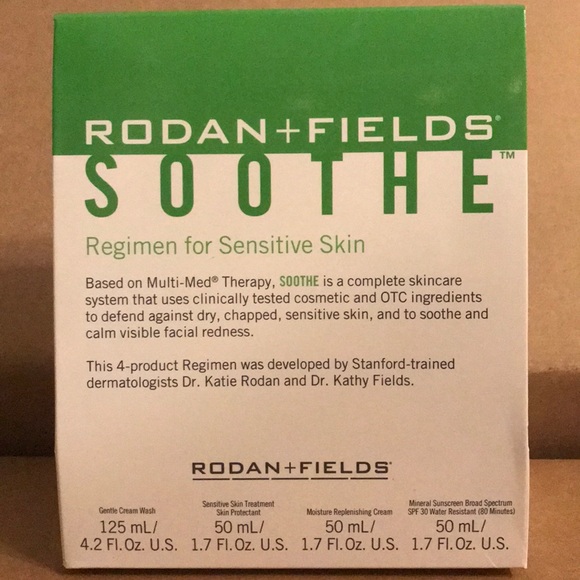 RODAN+FIELDS®
SOOTHE™
Regimen for Sensitive Skin
Based on Multi-Med® Therapy, SOOTHE is a complete skincare
system that uses clinically tested cosmetic and OTC ingredients
to defend against dry, chapped, sensitive skin, and to soothe and
calm visible facial redness.
This 4-product Regimen was developed by Stanford-trained
dermatologists Dr. Katie Rodan and Dr. Kathy Fields.
RODAN+FIELDS®
Gentle Cream Wash
125 mL/
4.2 Fl. Oz. U.S.
Sensitive Skin Treatment
Skin Protectant
50 mL/
1.7 Fl. Oz. U.S.
Moisture Replenishing Cream
50 mL/
1.7 Fl. Oz. U.S.
Mineral Sunscreen Broad Spectrum
SPF 30 Water Resistant (80 Minutes)
50 mL/
1.7 Fl. Oz. U.S.